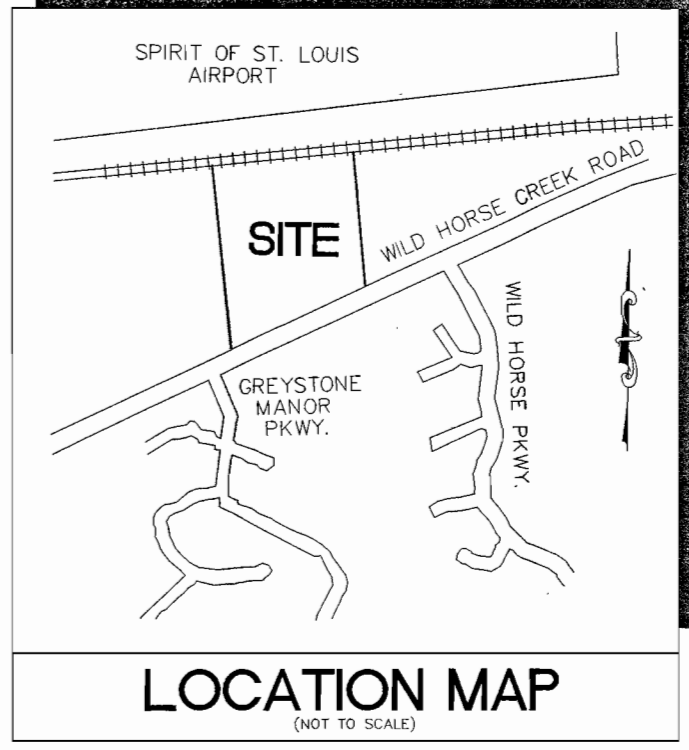 SPIRIT OF ST. LOUIS
AIRPORT
WILD HORSE CREEK ROAD
SITE
WILD HORSE PKWY.
GREYSTONE
MANOR
PKWY.
LOCATION MAP
(NOT TO SCALE)